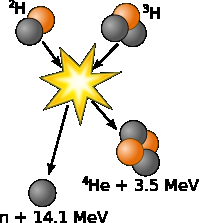 ²H
³H
⁴He + 3.5 MeV
n + 14.1 MeV